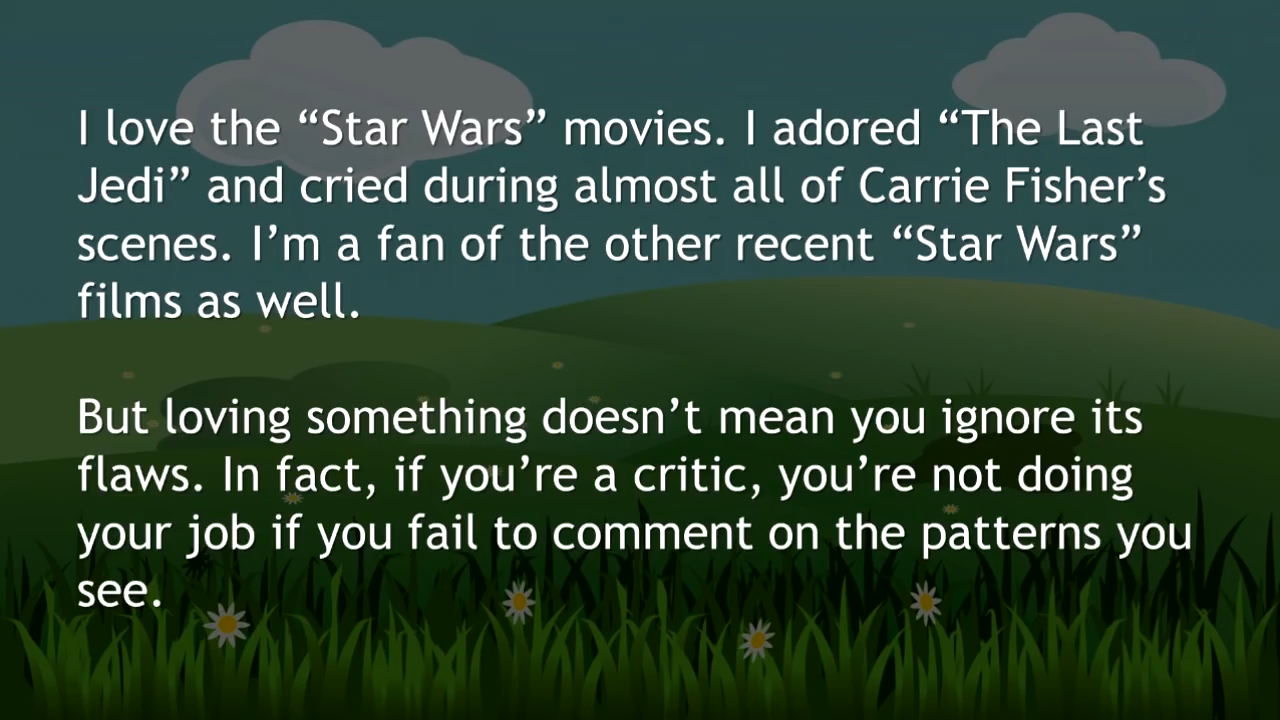 I love the “Star Wars” movies. I adored “The Last
Jedi” and cried during almost all of Carrie Fisher’s
scenes. I’m a fan of the other recent “Star Wars”
films as well.
But loving something doesn’t mean you ignore its
flaws. In fact, if you’re a critic, you’re not doing
your job if you fail to comment on the patterns you
see.